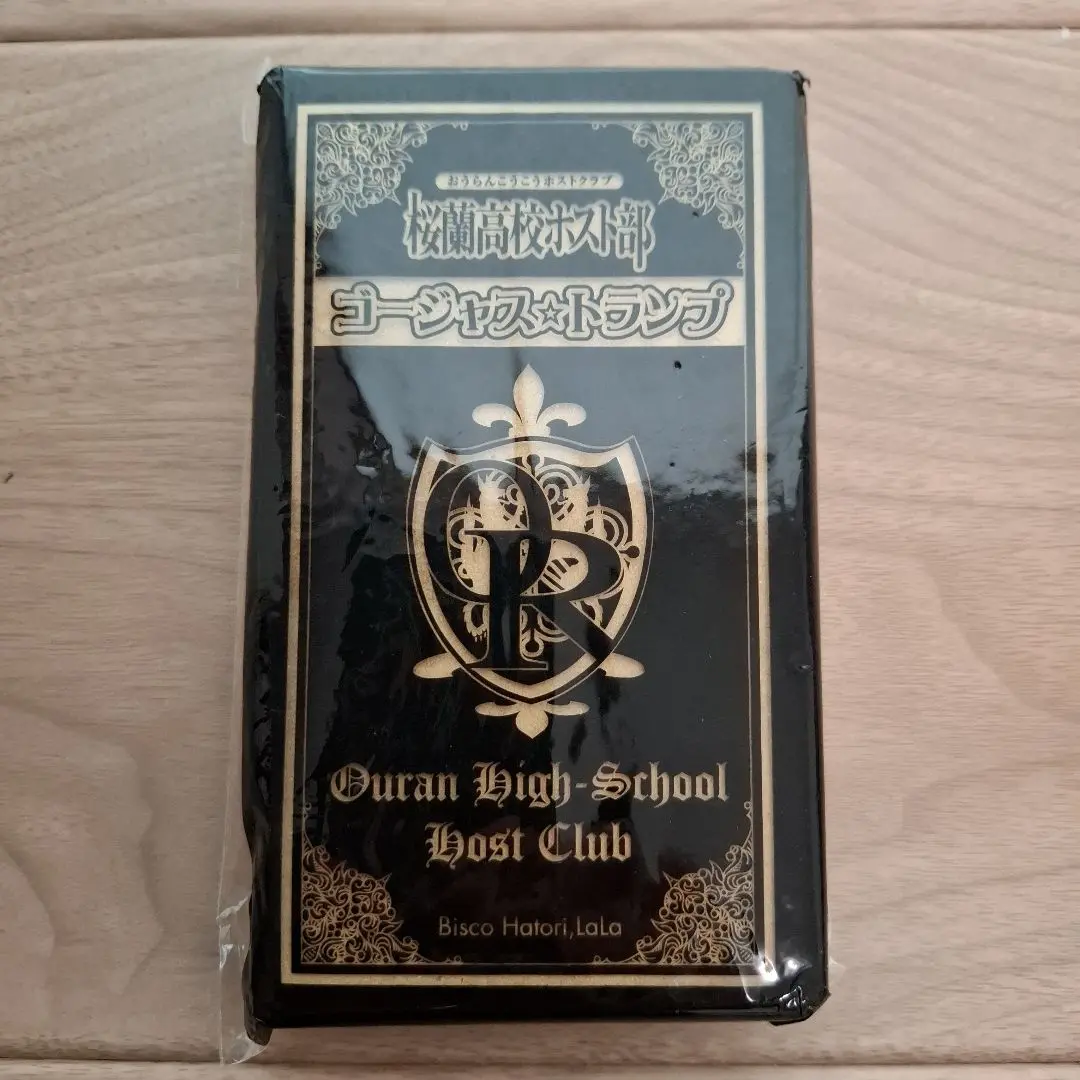 おうらんこうこうホストクラブ
桜蘭高校ホスト部
ゴージャス☆トランプ
OR
Ouran High-School
Host Club
Bisco Hatori,LaLa